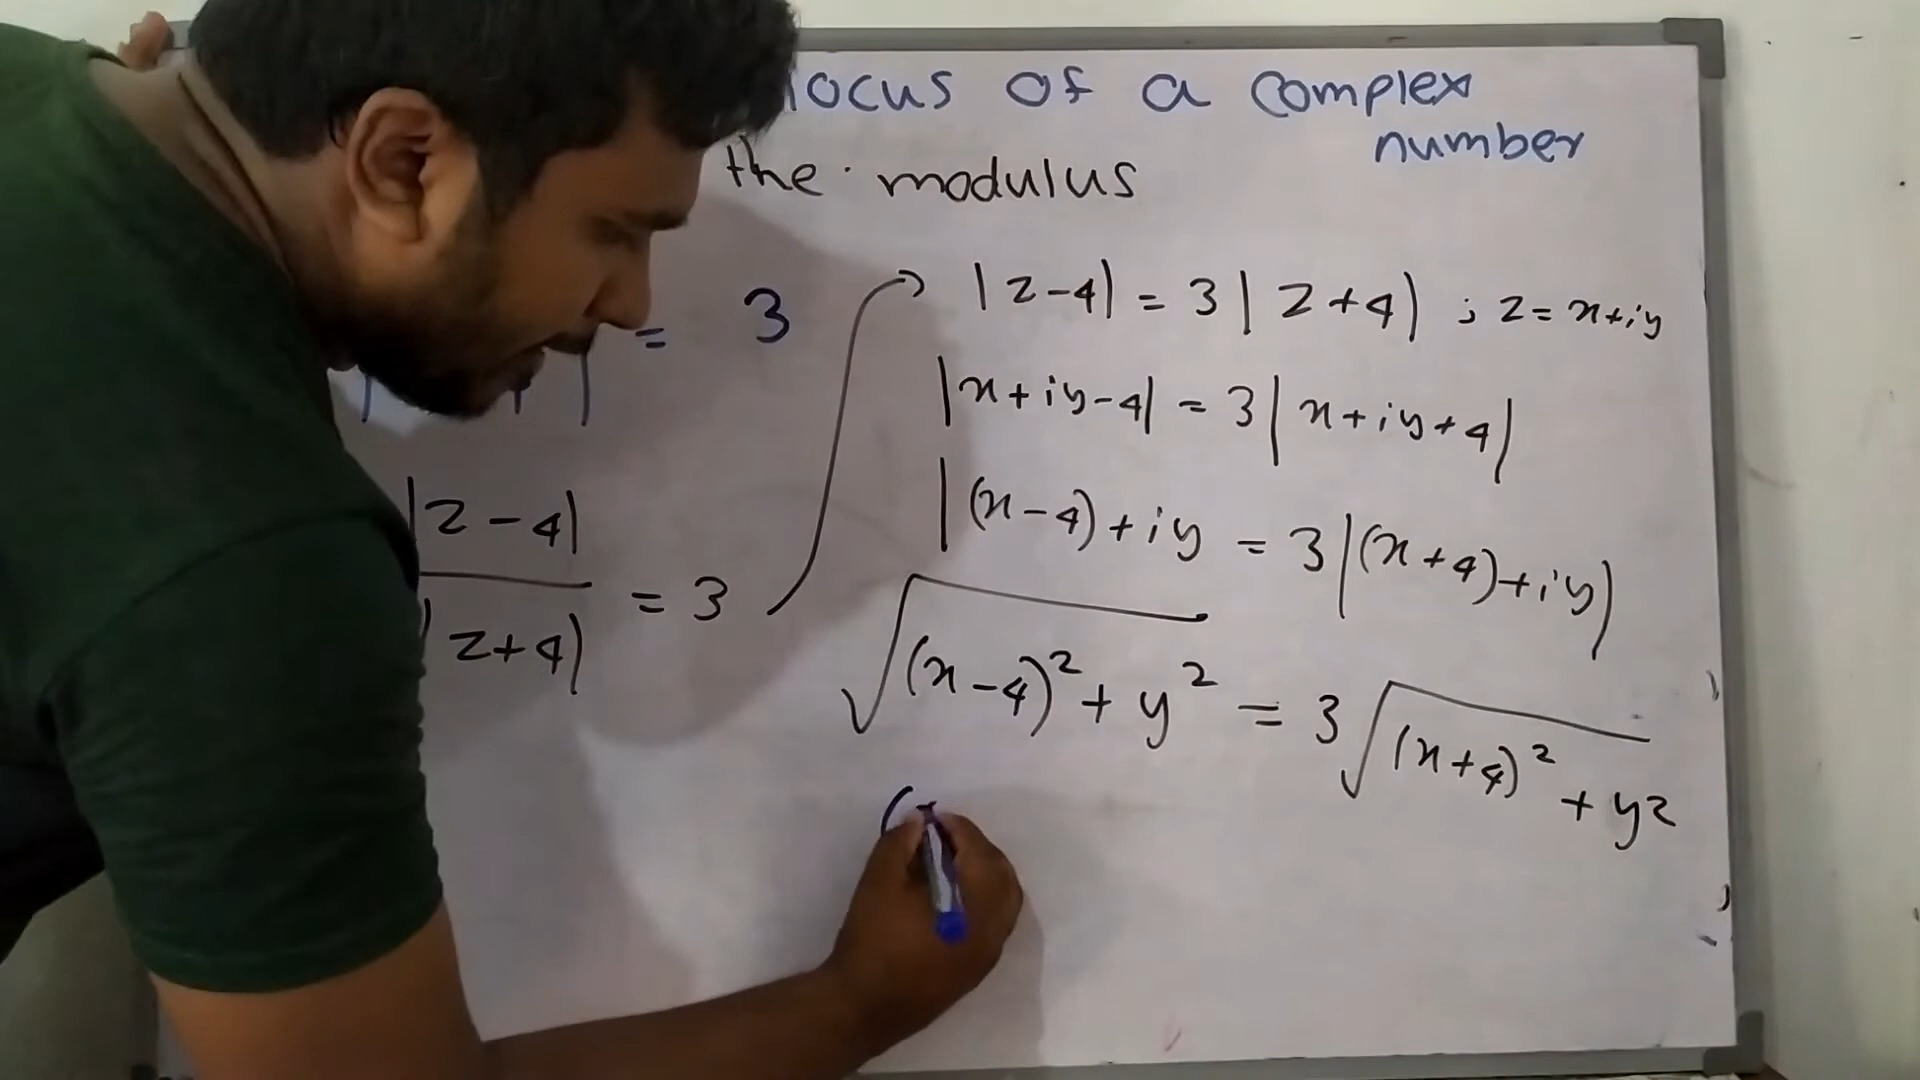 locus of a complex
number
the modulus
= 3
|z-4|
|z+4|
= 3
|z-4| = 3|z+4| ; z = x+iy
|x+iy-4| = 3|x+iy+4|
|(x-4)+iy = 3|(x+4)+iy|
√(x-4)²+y² = 3√(x+4)²+y2
(x